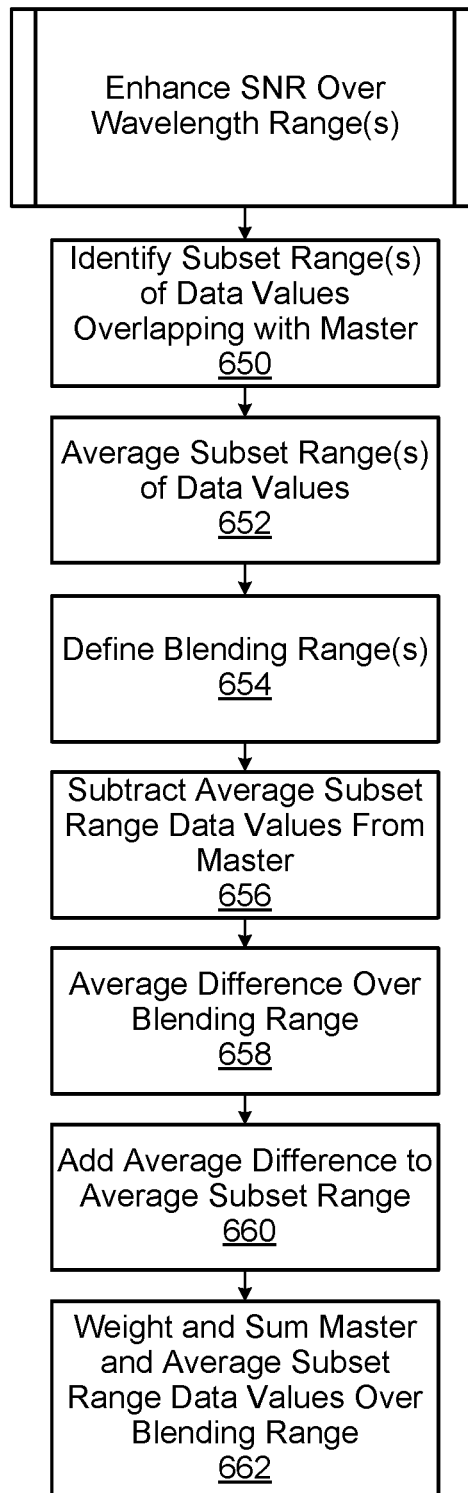 Enhance SNR Over
Wavelength Range(s)
Identify Subset Range(s)
of Data Values
Overlapping with Master
650
Average Subset Range(s)
of Data Values
652
Define Blending Range(s)
654
Subtract Average Subset
Range Data Values From
Master
656
Average Difference Over
Blending Range
658
Add Average Difference to
Average Subset Range
660
Weight and Sum Master
and Average Subset
Range Data Values Over
Blending Range
662